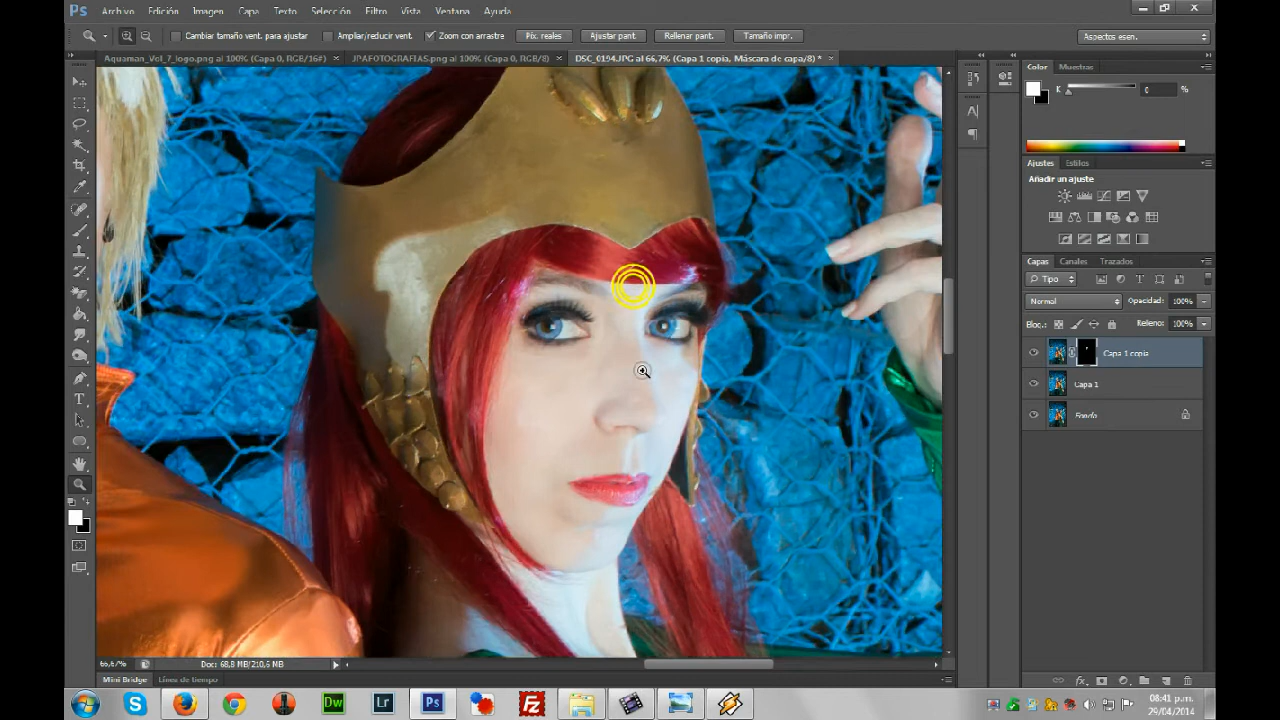 Ps Archivo Edición Imagen Capa Texto Selección Filtro Vista Ventana Ayuda
Cambiar tamaño vent. para ajustar Ampliar/reducir vent. Zoom con arrastre Píx. reales Ajustar pant. Rellenar pant. Tamaño impr. Aspectos esen.
Aquaman_Vol_7_logo.png al 100% (Capa 0, RGB/16#) × JPAFOTOGRAFIAS.png al 100% (Capa 0, RGB/8) × DSC_0194.JPG al 66,7% (Capa 1 copia, Máscara de capa/8) * ×
Color Muestras
K 0 %
Ajustes Estilos
Añadir un ajuste
Capas Canales Trazados
Tipo
Normal Opacidad: 100%
Bloq.: Relleno: 100%
Capa 1 copia
Capa 1
Fondo
66,67% Doc: 68,8 MB/210,6 MB
Mini Bridge Línea de tiempo
Dw Lr Ps Fz
08:41 p.m.
29/04/2014